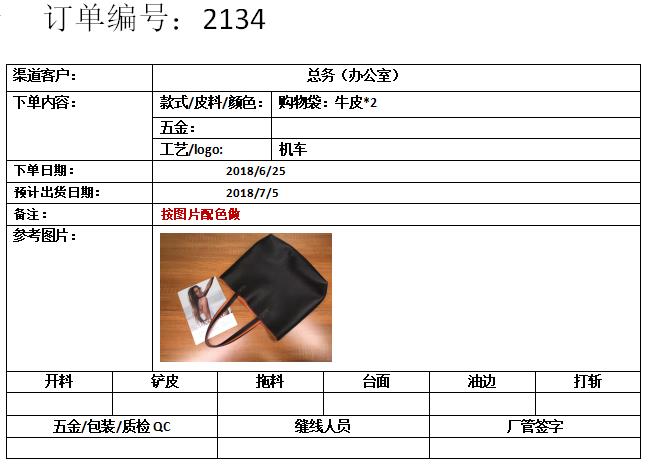 订单编号：2134
渠道客户： 总务（办公室）
下单内容： 款式/皮料/颜色： 购物袋：牛皮*2
五金：
工艺/logo: 机车
下单日期： 2018/6/25
预计出货日期： 2018/7/5
备注： 按图片配色做
参考图片：
开料 铲皮 拖料 台面 油边 打斩
五金/包装/质检 QC 缝线人员 厂管签字